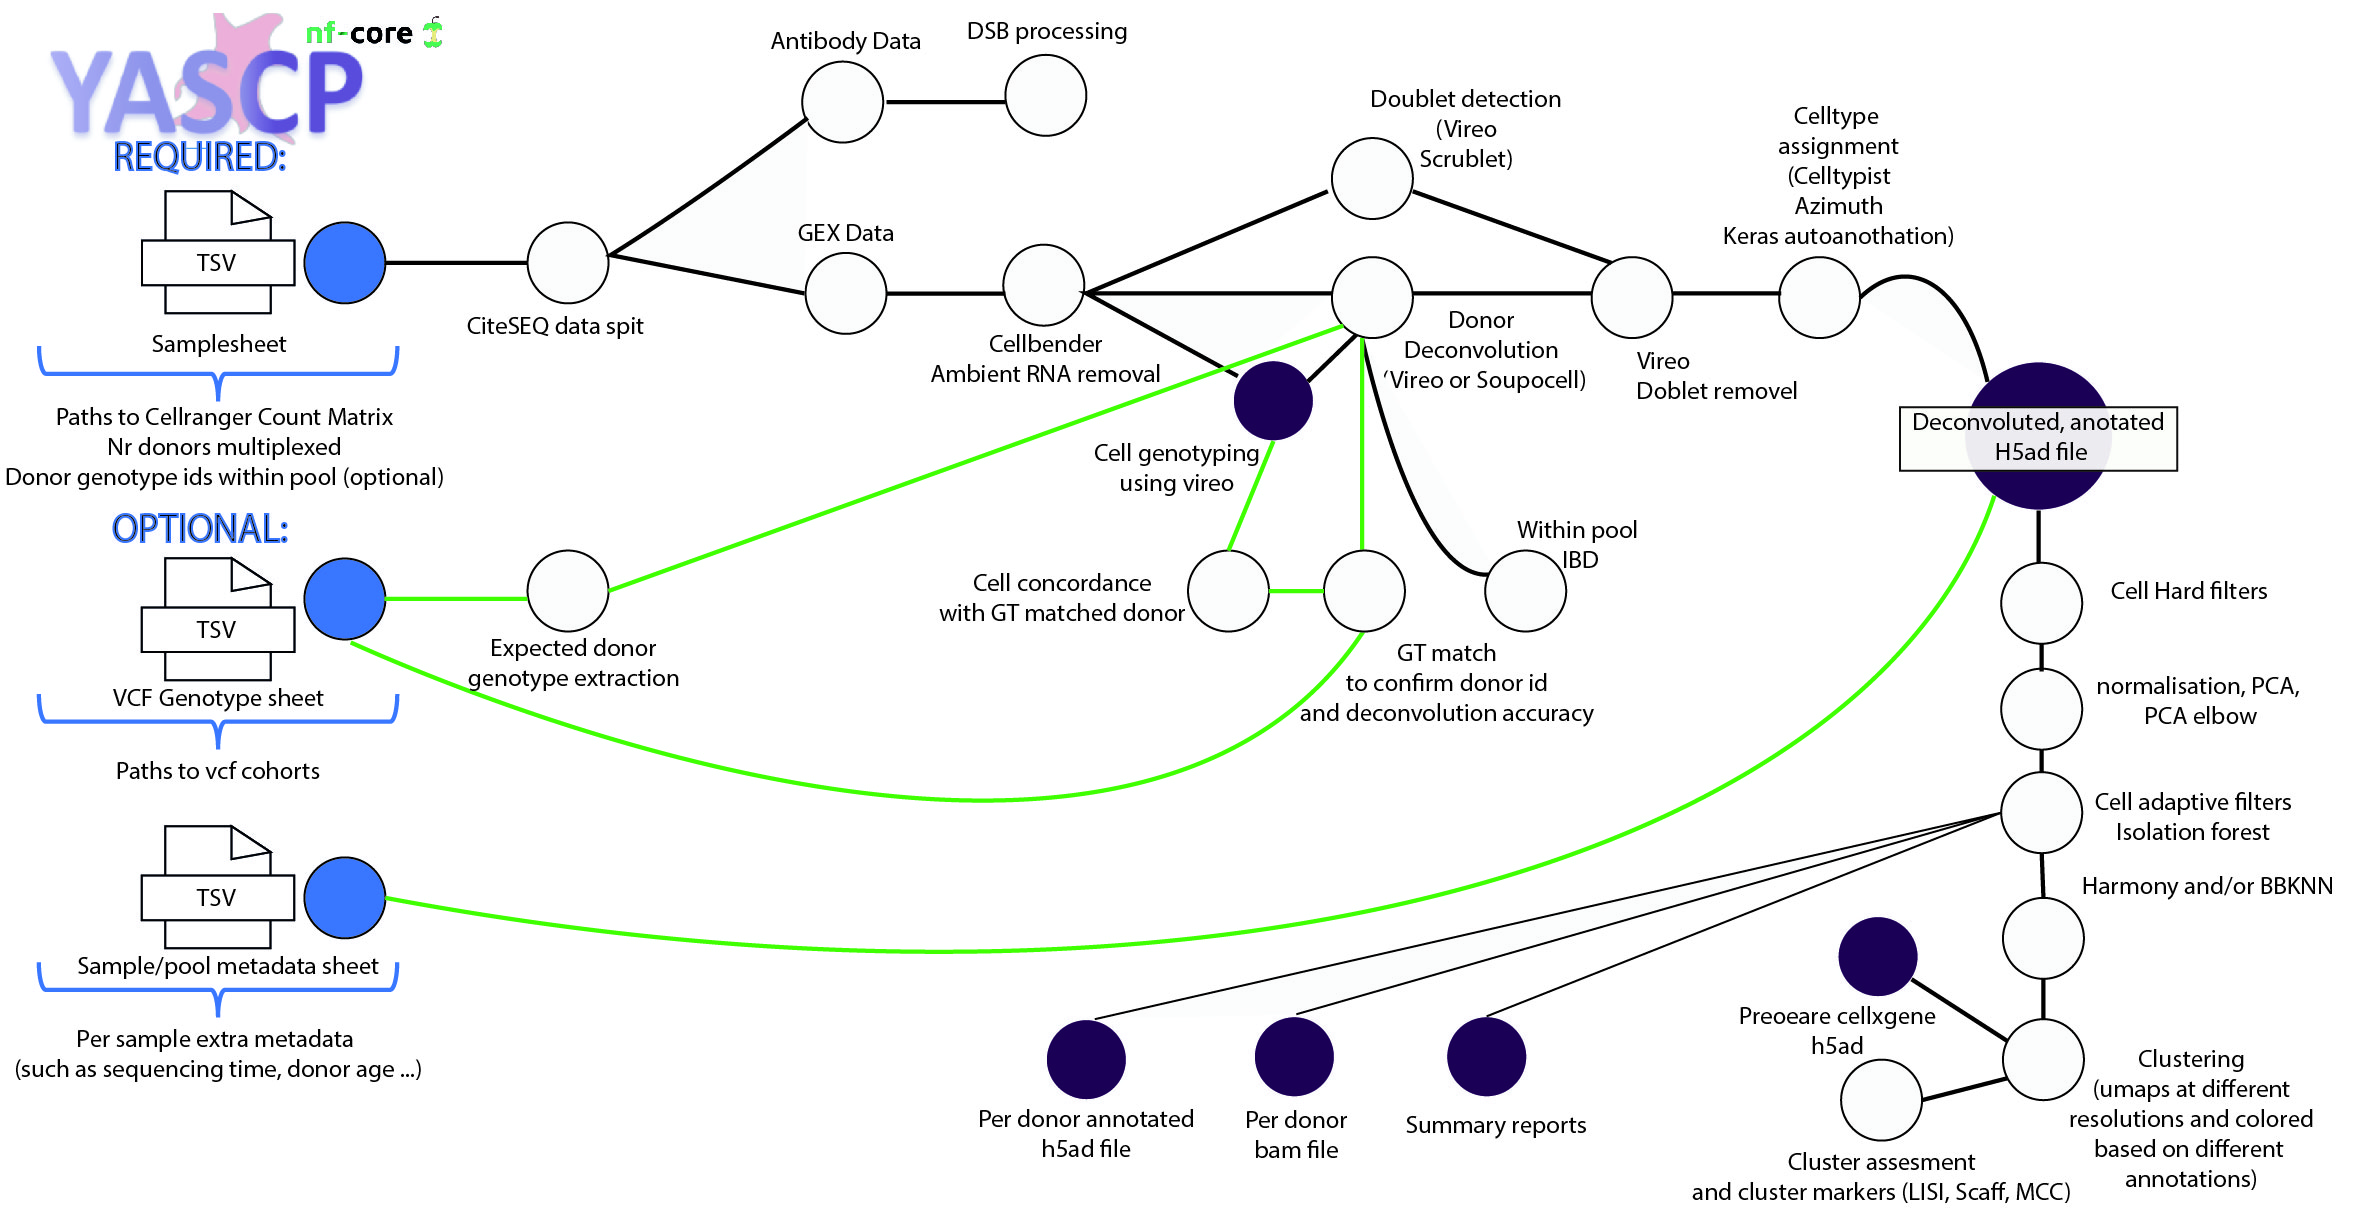 nf-core
YASCP
REQUIRED:
TSV
Samplesheet
Paths to Cellranger Count Matrix
Nr donors multiplexed
Donor genotype ids within pool (optional)
OPTIONAL:
TSV
VCF Genotype sheet
Paths to vcf cohorts
TSV
Sample/pool metadata sheet
Per sample extra metadata
(such as sequencing time, donor age ...)
CiteSEQ data spit
Antibody Data
DSB processing
GEX Data
Cellbender
Ambient RNA removal
Doublet detection
(Vireo
Scrublet)
Donor
Deconvolution
‘Vireo or Soupocell)
Vireo
Doblet removel
Celltype
assignment
(Celltypist
Azimuth
Keras autoanothation)
Deconvoluted, anotated
H5ad file
Cell genotyping
using vireo
Expected donor
genotype extraction
Cell concordance
with GT matched donor
Within pool
IBD
GT match
to confirm donor id
and deconvolution accuracy
Cell Hard filters
normalisation, PCA,
PCA elbow
Cell adaptive filters
Isolation forest
Harmony and/or BBKNN
Preoeare cellxgene
h5ad
Clustering
(umaps at different
resolutions and colored
based on different
annotations)
Cluster assesment
and cluster markers (LISI, Scaff, MCC)
Per donor annotated
h5ad file
Per donor
bam file
Summary reports